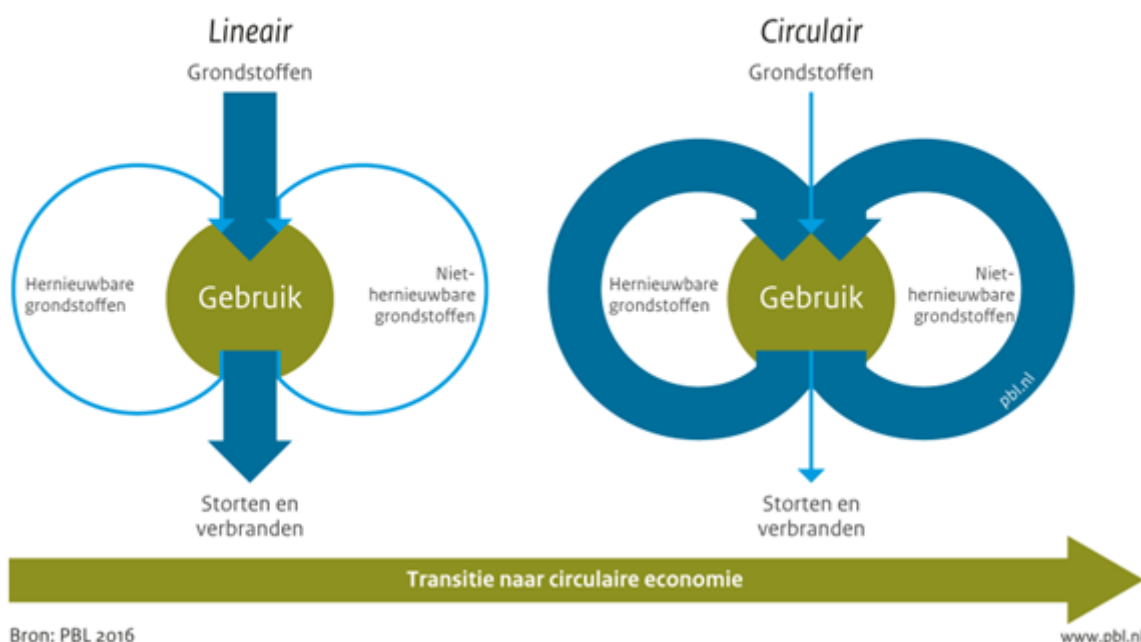 Lineair
Grondstoffen
Hernieuwbare
grondstoffen
Gebruik
Niet-
hernieuwbare
grondstoffen
Storten en
verbranden
Circulair
Grondstoffen
Hernieuwbare
grondstoffen
Gebruik
Niet-
hernieuwbare
grondstoffen
pbl.nl
Storten en
verbranden
Transitie naar circulaire economie
Bron: PBL 2016
www.pbl.nl